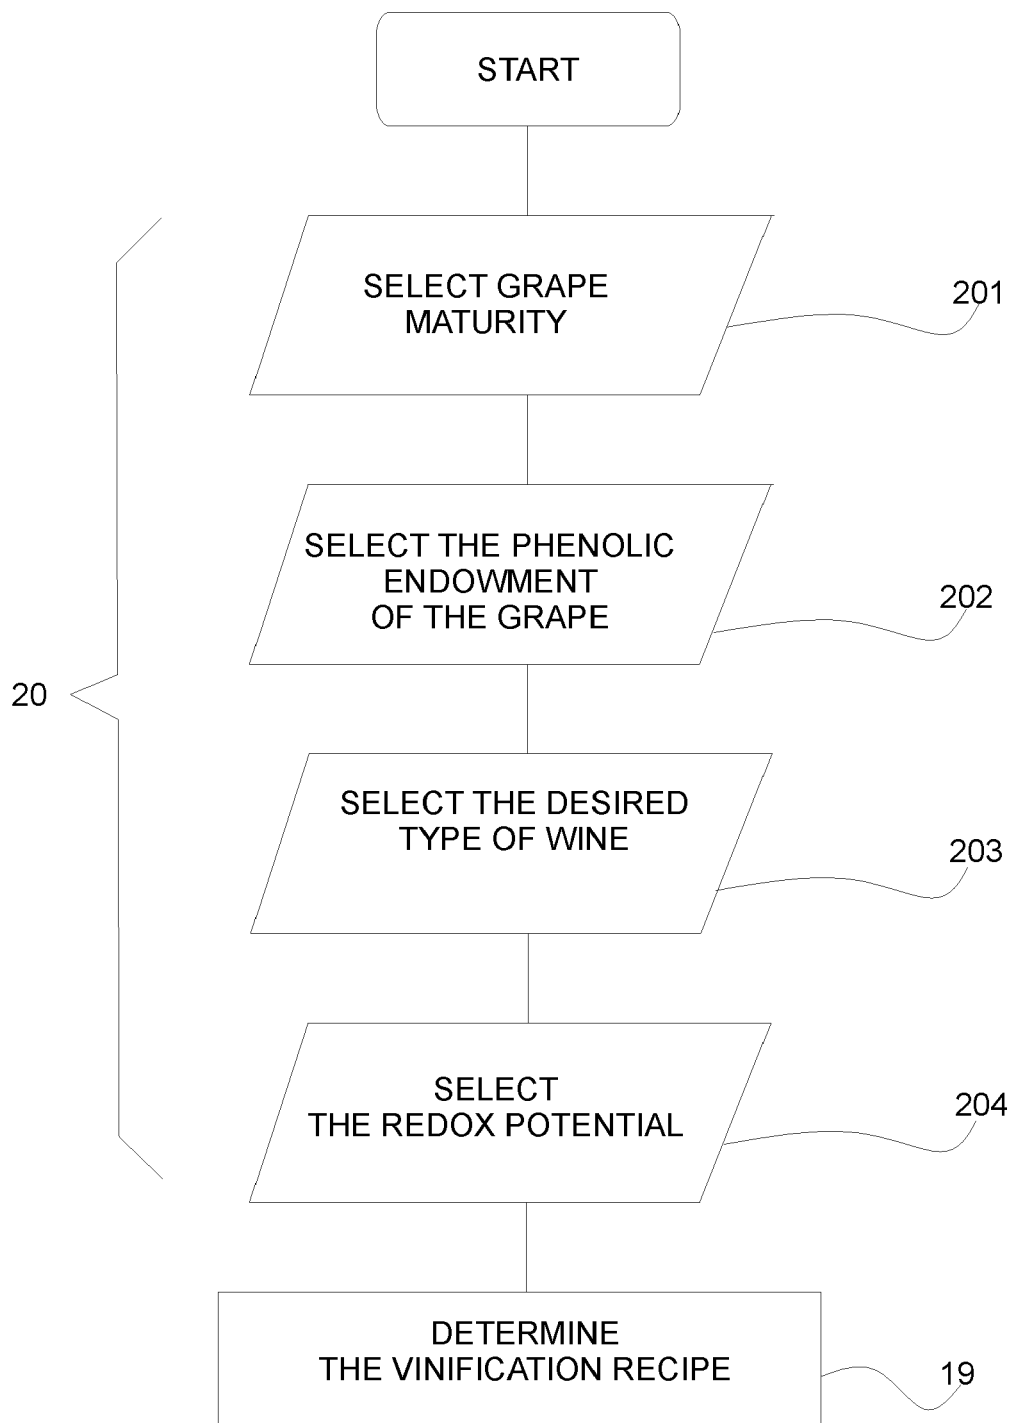 START
SELECT GRAPE
MATURITY
201
SELECT THE PHENOLIC
ENDOWMENT
OF THE GRAPE
202
20
SELECT THE DESIRED
TYPE OF WINE
203
SELECT
THE REDOX POTENTIAL
204
DETERMINE
THE VINIFICATION RECIPE
19